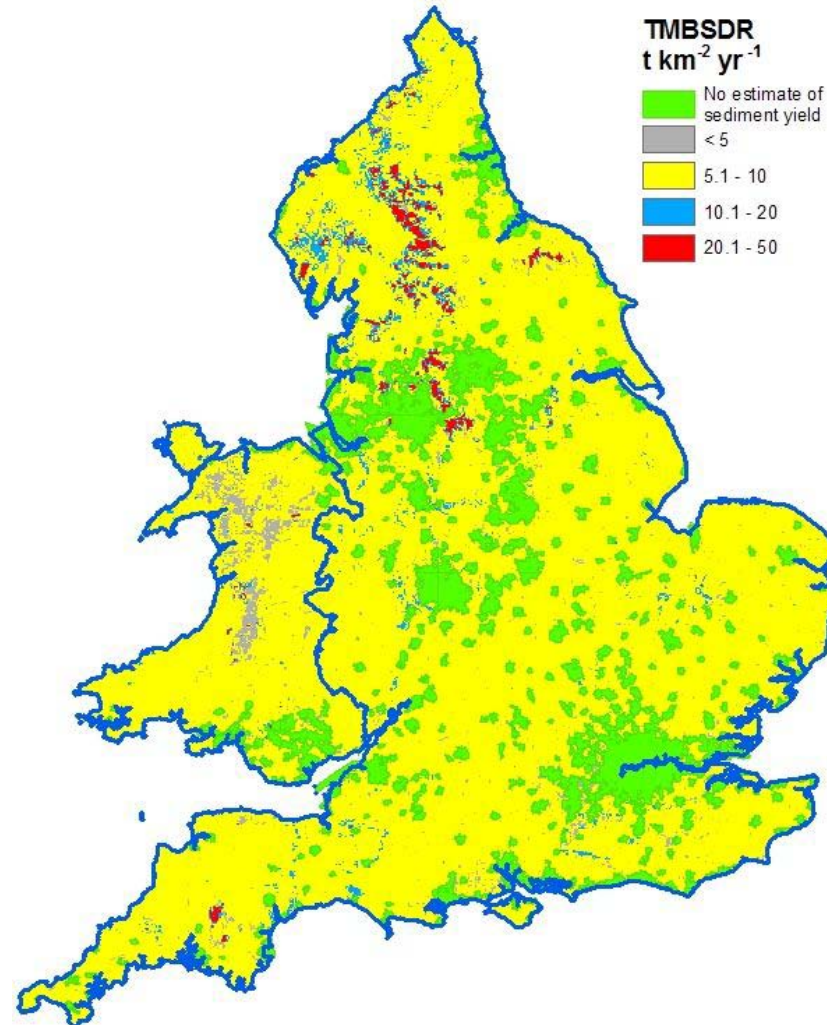 TMBSDR
t km⁻² yr⁻¹
No estimate of
sediment yield
< 5
5.1 - 10
10.1 - 20
20.1 - 50